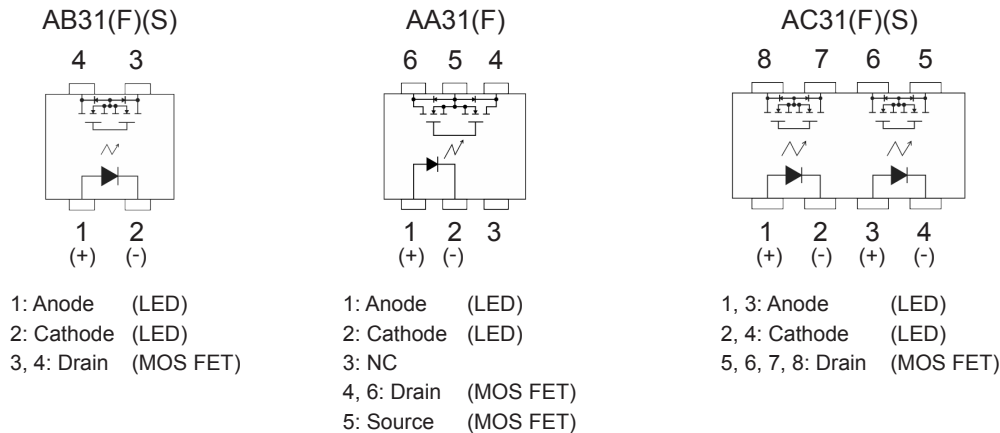 AB31(F)(S)
4 3
1 2
(+) (-)
1: Anode (LED)
2: Cathode (LED)
3, 4: Drain (MOS FET)
AA31(F)
6 5 4
1 2 3
(+) (-)
1: Anode (LED)
2: Cathode (LED)
3: NC
4, 6: Drain (MOS FET)
5: Source (MOS FET)
AC31(F)(S)
8 7 6 5
1 2 3 4
(+) (-) (+) (-)
1, 3: Anode (LED)
2, 4: Cathode (LED)
5, 6, 7, 8: Drain (MOS FET)